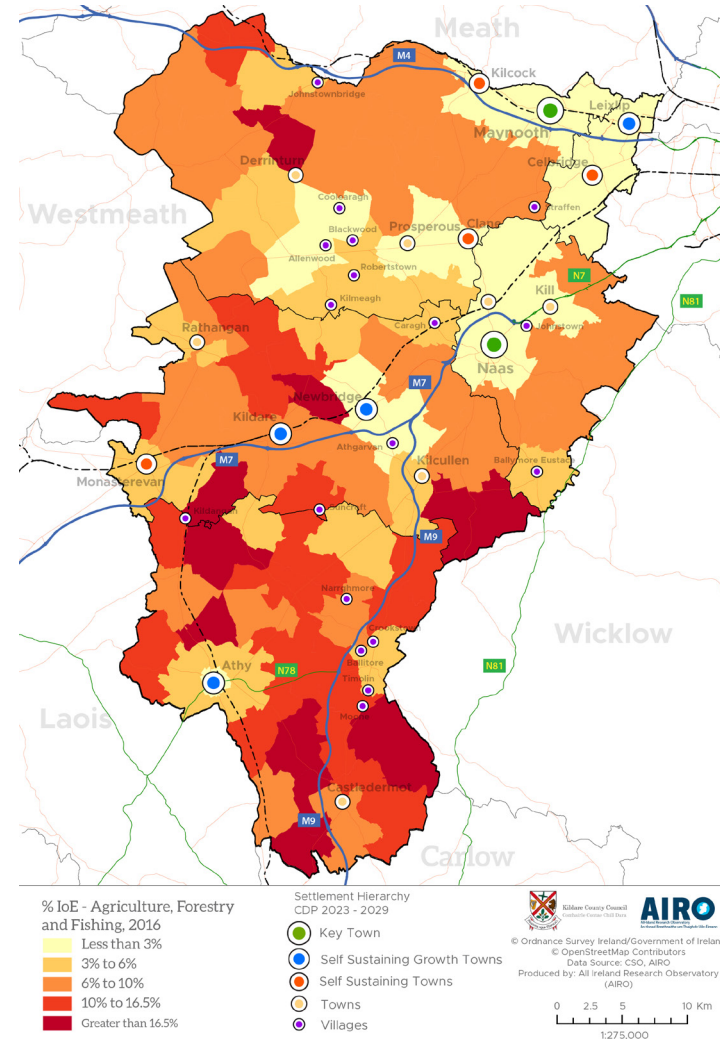 Meath
M4
Kilcock
Johnstownbridge
Leixlip
Maynooth
Derrinturn
Celbridge
Westmeath
Coolearagh
Straffan
Blackwood
Prosperous
Clane
Allenwood
Robertstown
N7
Kill
N81
Kilmeagh
Caragh
Johnstown
Rathangan
Naas
M7
Newbridge
Kildare
Athgarvan
M7
Kilcullen
Ballymore Eustace
Monasterevan
Kildangan
Suncroft
M9
Narrghmore
Crookstown
Wicklow
Ballitore
Athy
N78
N81
Timolin
Laois
Moone
Castledermot
M9
Carlow
% IoE - Agriculture, Forestry
and Fishing, 2016
Less than 3%
3% to 6%
6% to 10%
10% to 16.5%
Greater than 16.5%
Settlement Hierarchy
CDP 2023 - 2029
Key Town
Self Sustaining Growth Towns
Self Sustaining Towns
Towns
Villages
Kildare County Council
AIRO
© Ordnance Survey Ireland/Government of Irelan
© OpenStreetMap Contributors
Data Source: CSO, AIRO
Produced by: All Ireland Research Observatory
(AIRO)
0 2.5 5 10 Km
1:275,000